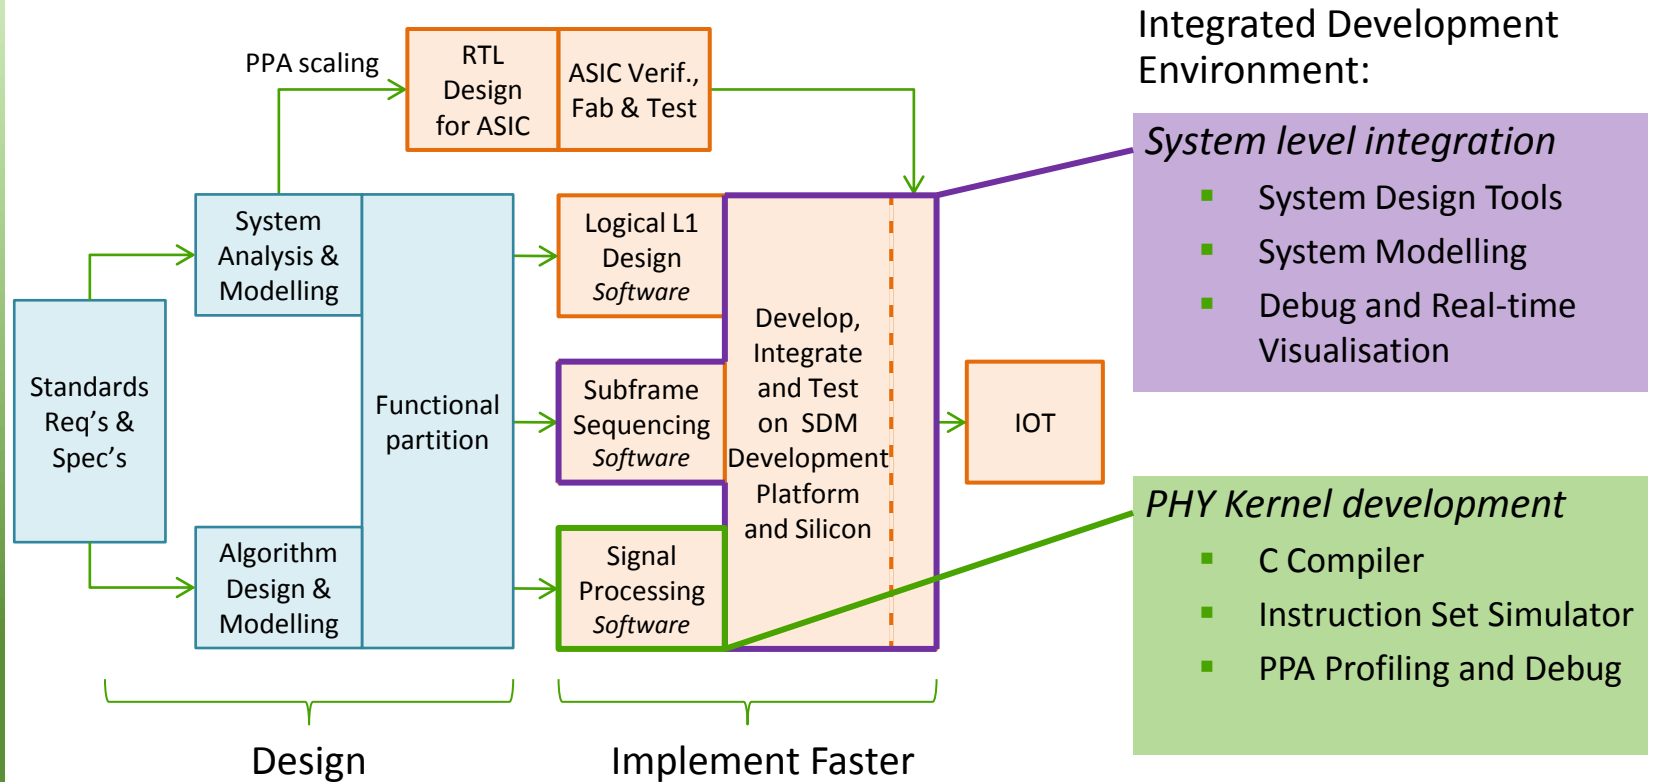 PPA scaling
RTL
Design
for ASIC
ASIC Verif.,
Fab & Test
System
Analysis &
Modelling
Standards
Req's &
Spec's
Functional
partition
Algorithm
Design &
Modelling
Logical L1
Design
Software
Subframe
Sequencing
Software
Signal
Processing
Software
Develop,
Integrate
and Test
on SDM
Development
Platform
and Silicon
IOT
Design
Implement Faster
Integrated Development
Environment:
System level integration
▪ System Design Tools
▪ System Modelling
▪ Debug and Real-time
Visualisation
PHY Kernel development
▪ C Compiler
▪ Instruction Set Simulator
▪ PPA Profiling and Debug